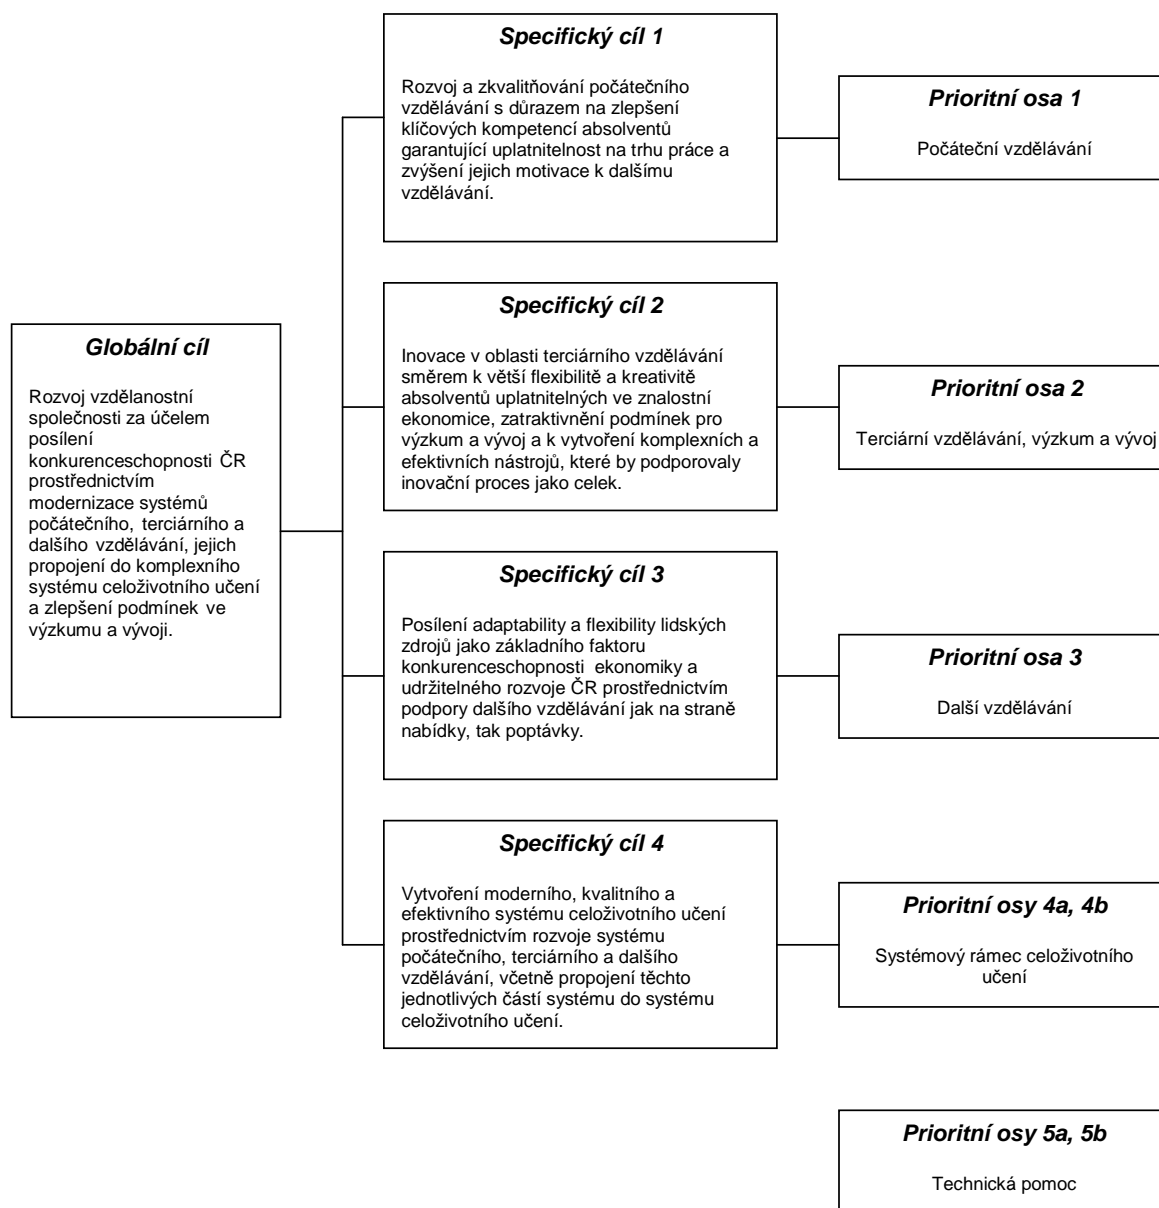 Globální cíl
Rozvoj vzdělanostní
společnosti za účelem
posílení
konkurenceschopnosti ČR
prostřednictvím
modernizace systémů
počátečního, terciárního a
dalšího vzdělávání, jejich
propojení do komplexního
systému celoživotního učení
a zlepšení podmínek ve
výzkumu a vývoji.
Specifický cíl 1
Rozvoj a zkvalitňování počátečního
vzdělávání s důrazem na zlepšení
klíčových kompetencí absolventů
garantující uplatnitelnost na trhu práce a
zvýšení jejich motivace k dalšímu
vzdělávání.
Prioritní osa 1
Počáteční vzdělávání
Specifický cíl 2
Inovace v oblasti terciárního vzdělávání
směrem k větší flexibilitě a kreativitě
absolventů uplatnitelných ve znalostní
ekonomice, zatraktivnění podmínek pro
výzkum a vývoj a k vytvoření komplexních a
efektivních nástrojů, které by podporovaly
inovační proces jako celek.
Prioritní osa 2
Terciární vzdělávání, výzkum a vývoj
Specifický cíl 3
Posílení adaptability a flexibility lidských
zdrojů jako základního faktoru
konkurenceschopnosti ekonomiky a
udržitelného rozvoje ČR prostřednictvím
podpory dalšího vzdělávání jak na straně
nabídky, tak poptávky.
Prioritní osa 3
Další vzdělávání
Specifický cíl 4
Vytvoření moderního, kvalitního a
efektivního systému celoživotního učení
prostřednictvím rozvoje systému
počátečního, terciárního a dalšího
vzdělávání, včetně propojení těchto
jednotlivých částí systému do systému
celoživotního učení.
Prioritní osy 4a, 4b
Systémový rámec celoživotního
učení
Prioritní osy 5a, 5b
Technická pomoc